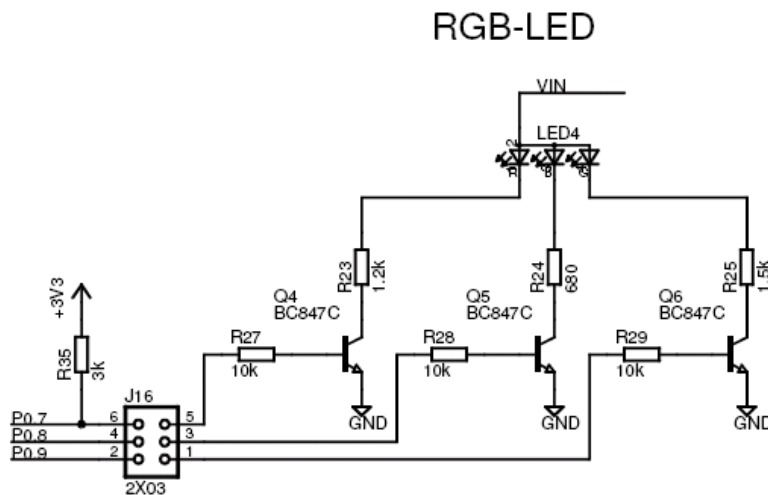 RGB-LED
VIN
LED4
2
R
B
G
R23
1.2k
R24
680
R25
1.5k
+3V3
Q4
BC847C
Q5
BC847C
Q6
BC847C
R27
10k
R28
10k
R29
10k
R35
3k
J16
GND
GND
GND
P0.7
6
5
P0.8
4
3
P0.9
2
1
2X03